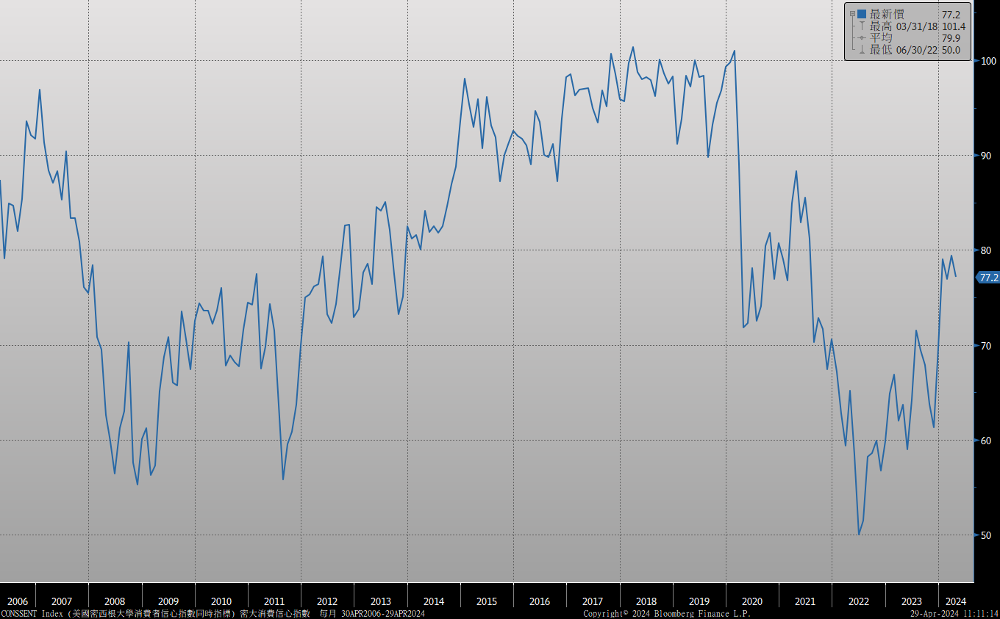 最新價 77.2
最高 03/31/18 101.4
平均 79.9
最低 06/30/22 50.0
100
90
80
77.2
70
60
50
2006 2007 2008 2009 2010 2011 2012 2013 2014 2015 2016 2017 2018 2019 2020 2021 2022 2023 2024
CONSSENT Index (美國密西根大學消費者信心指數同時指標) 密大消費信心指數 每月 30APR2006-29APR2024 Copyright© 2024 Bloomberg Finance L.P. 29-Apr-2024 11:11:14